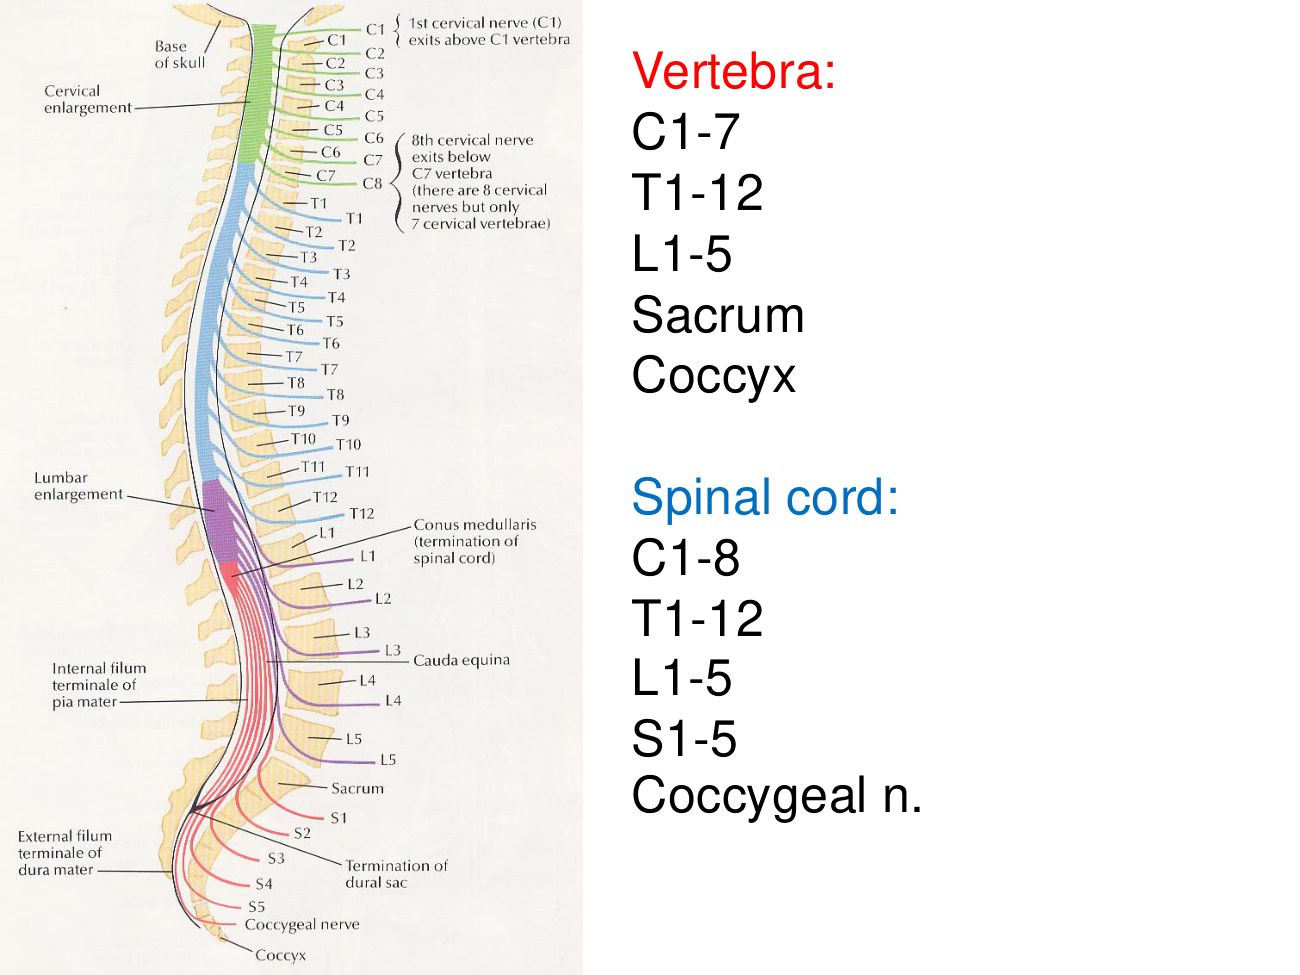 C1
1st cervical nerve (C1)
exits above C1 vertebra
Base
of skull
C1
C2
C2
C3
C3
C4
Cervical
enlargement
C4
C5
C5
C6
C6
C7
C7
C8
8th cervical nerve
exits below
C7 vertebra
(there are 8 cervical
nerves but only
7 cervical vertebrae)
T1
T1
T2
T2
T3
T3
T4
T4
T5
T5
T6
T6
T7
T7
T8
T8
T9
T9
T10
T10
T11
T11
Lumbar
enlargement
T12
T12
Conus medullaris
(termination of
spinal cord)
L1
L1
L2
L2
L3
L3
Cauda equina
Internal filum
terminale of
pia mater
L4
L4
L5
L5
Sacrum
S1
S2
External filum
terminale of
dura mater
S3
Termination of
dural sac
S4
S5
Coccygeal nerve
Coccyx
Vertebra:
C1-7
T1-12
L1-5
Sacrum
Coccyx
Spinal cord:
C1-8
T1-12
L1-5
S1-5
Coccygeal n.